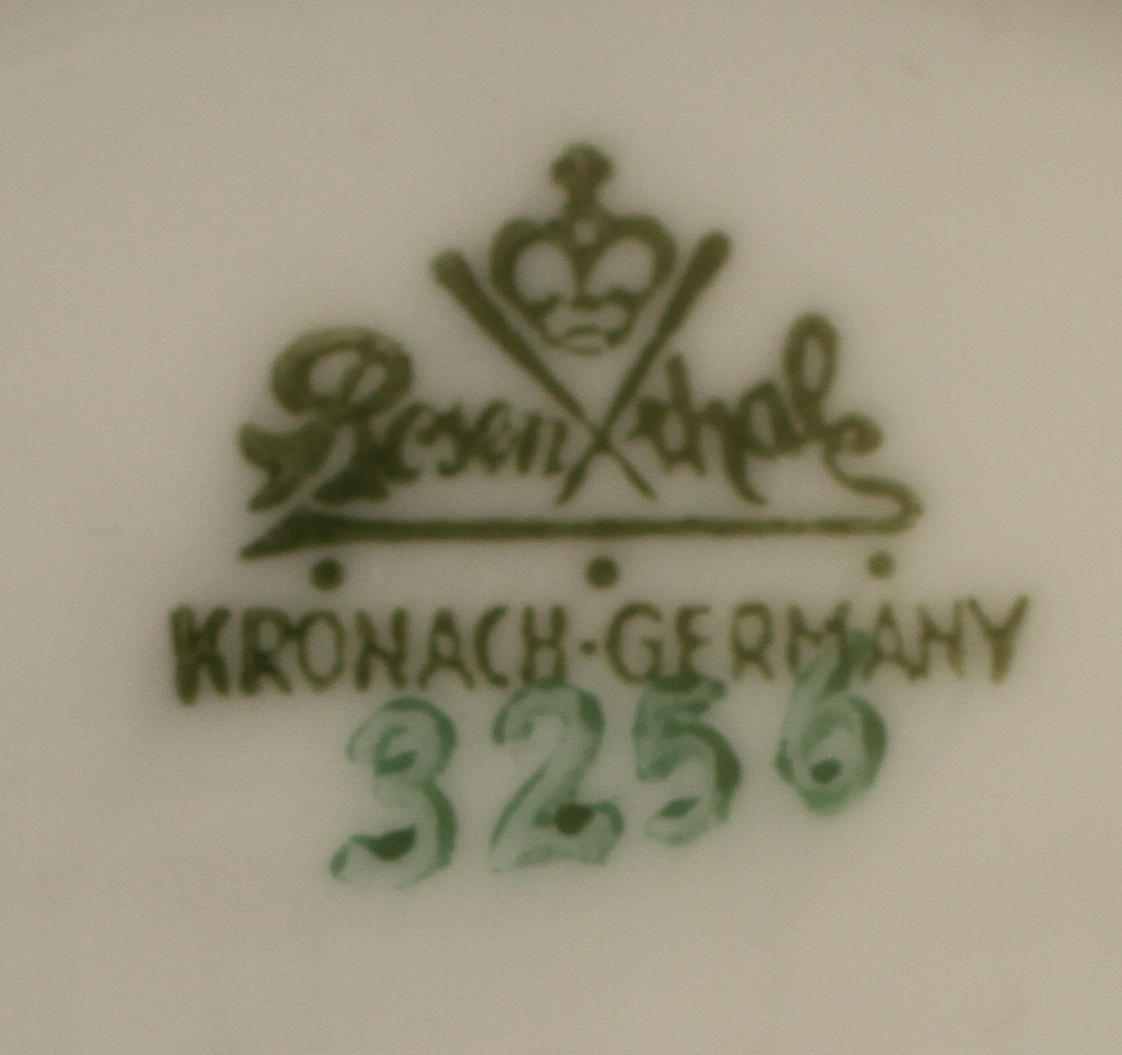 Rosenthal
KRONACH-GERMANY
3256